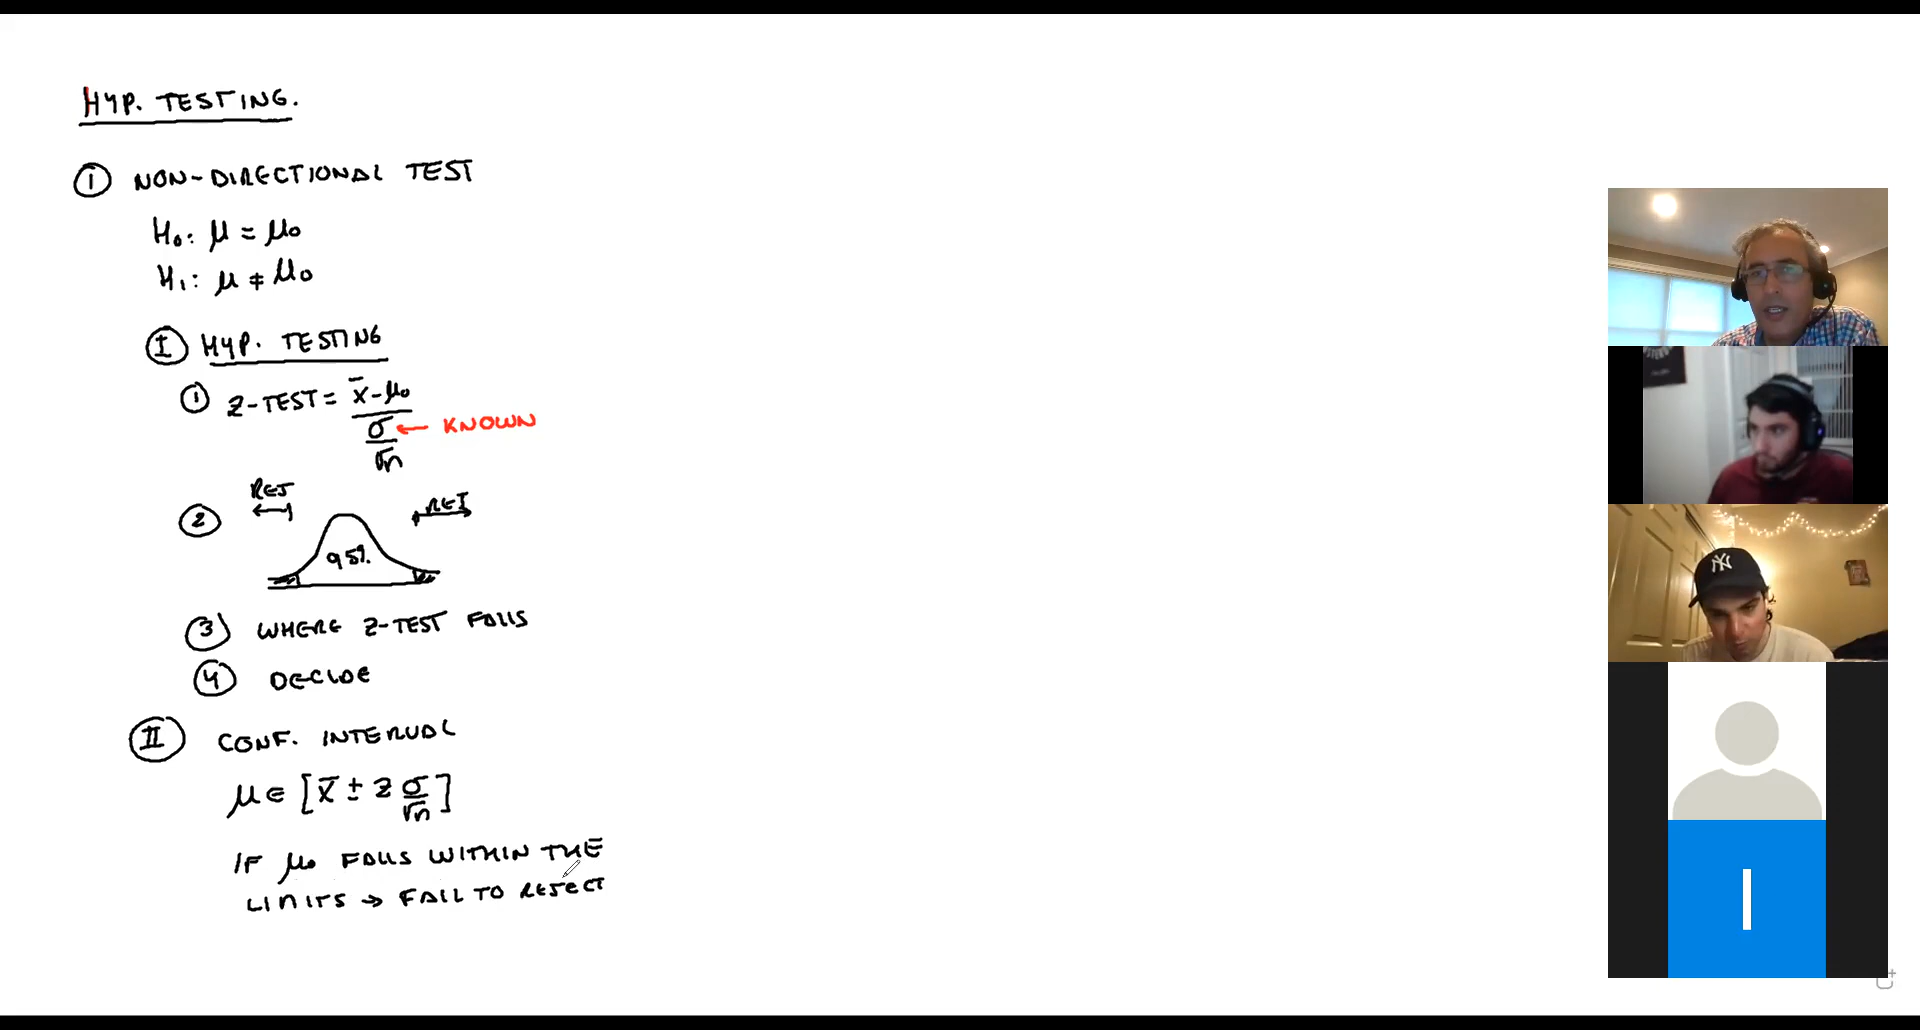 HYP. TESTING.
① NON-DIRECTIONAL TEST
H₀: μ = μ₀
H₁: μ ≠ μ₀
Ⅰ HYP. TESTING
① Z-TEST = (x̄ - μ₀) / (σ/√n) ← KNOWN
② REJ REJ
95%
③ WHERE Z-TEST FALLS
④ DECIDE
Ⅱ CONF. INTERVAL
μ ∈ [x̄ ± z σ/√n]
IF μ₀ FALLS WITHIN THE
LIMITS → FAIL TO REJECT
NY
I